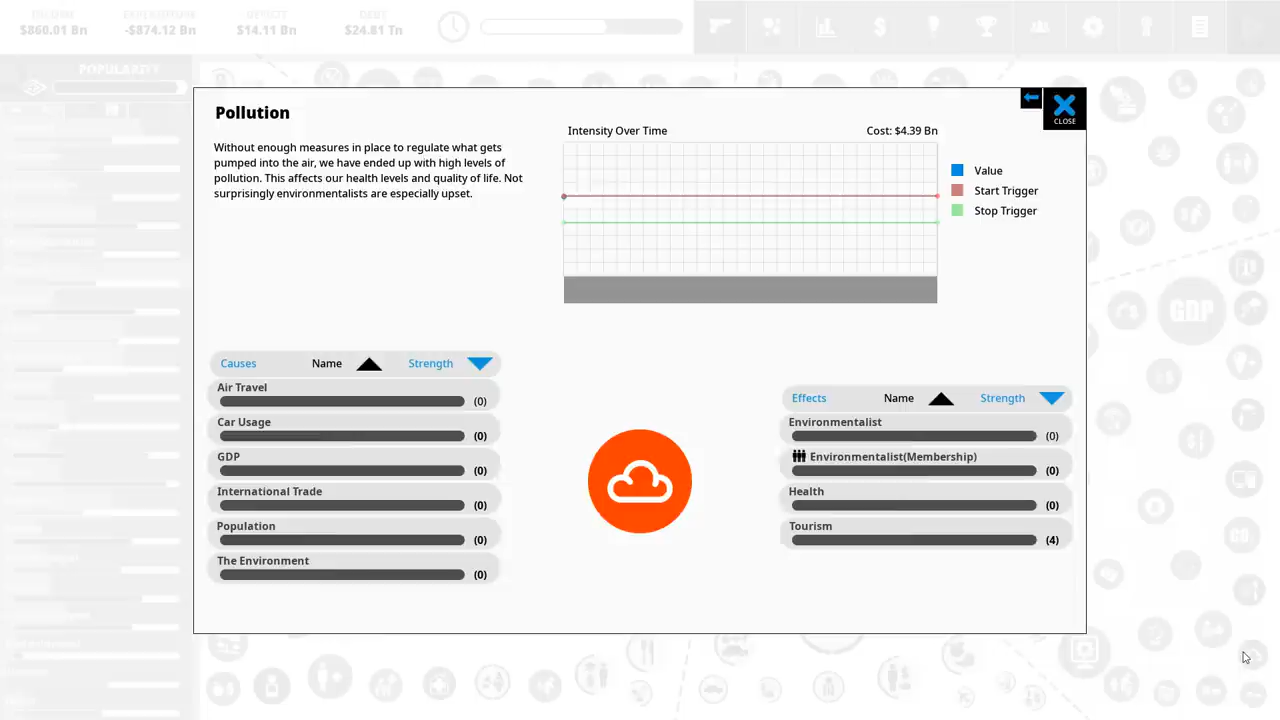 INCOME
EXPENDITURE
DEFICIT
DEBT
$860.01 Bn
-$874.12 Bn
$14.11 Bn
$24.81 Tn
POPULARITY
Pollution
CLOSE
Without enough measures in place to regulate what gets
pumped into the air, we have ended up with high levels of
pollution. This affects our health levels and quality of life. Not
surprisingly environmentalists are especially upset.
Intensity Over Time
Cost: $4.39 Bn
Value
Start Trigger
Stop Trigger
GDP
Causes
Name
Strength
Air Travel
(0)
Car Usage
(0)
GDP
(0)
International Trade
(0)
Population
(0)
The Environment
(0)
Effects
Name
Strength
Environmentalist
(0)
Environmentalist(Membership)
(0)
Health
(0)
Tourism
(4)